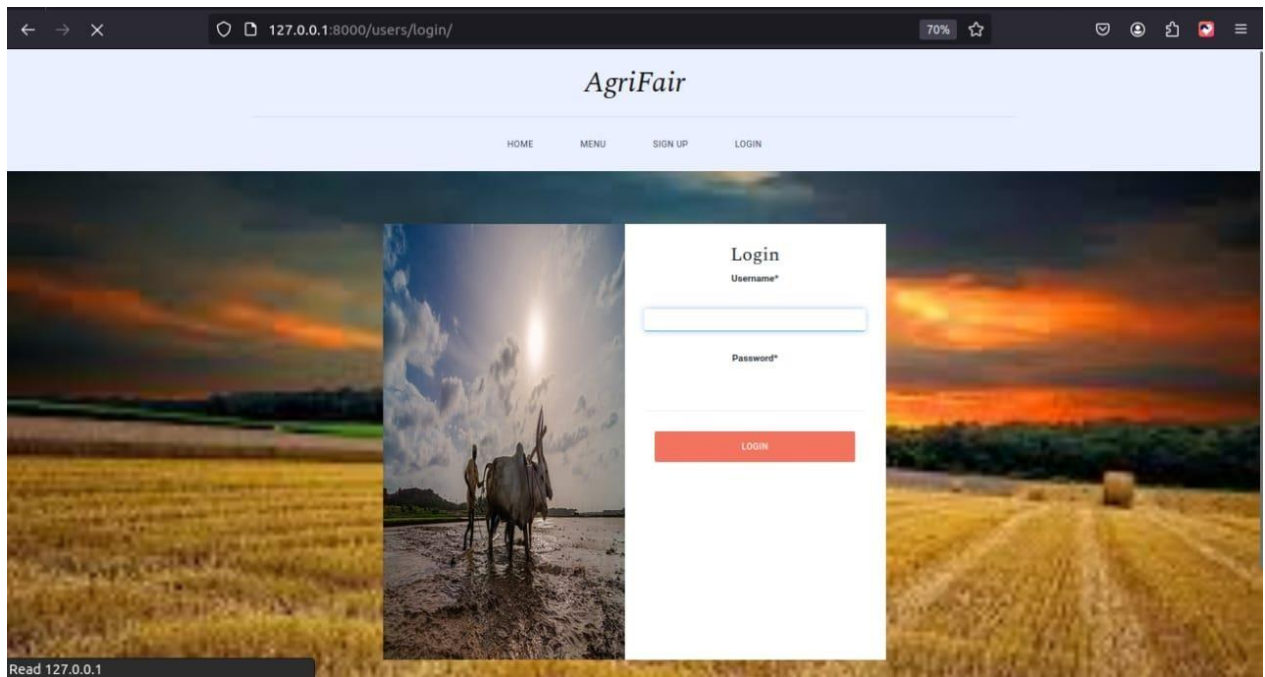 127.0.0.1:8000/users/login/ 70%
AgriFair
HOME MENU SIGN UP LOGIN
Login
Username*
Password*
LOGIN
Read 127.0.0.1